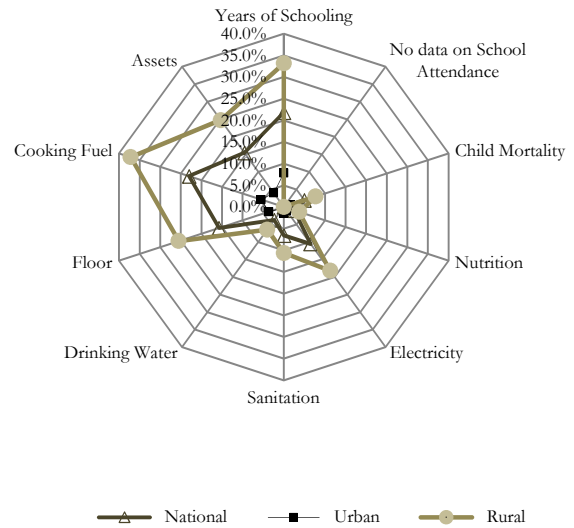 Years of Schooling
40.0%
35.0%
30.0%
25.0%
20.0%
15.0%
10.0%
5.0%
0.0%
No data on School
Attendance
Child Mortality
Nutrition
Electricity
Sanitation
Drinking Water
Floor
Cooking Fuel
Assets
National
Urban
Rural